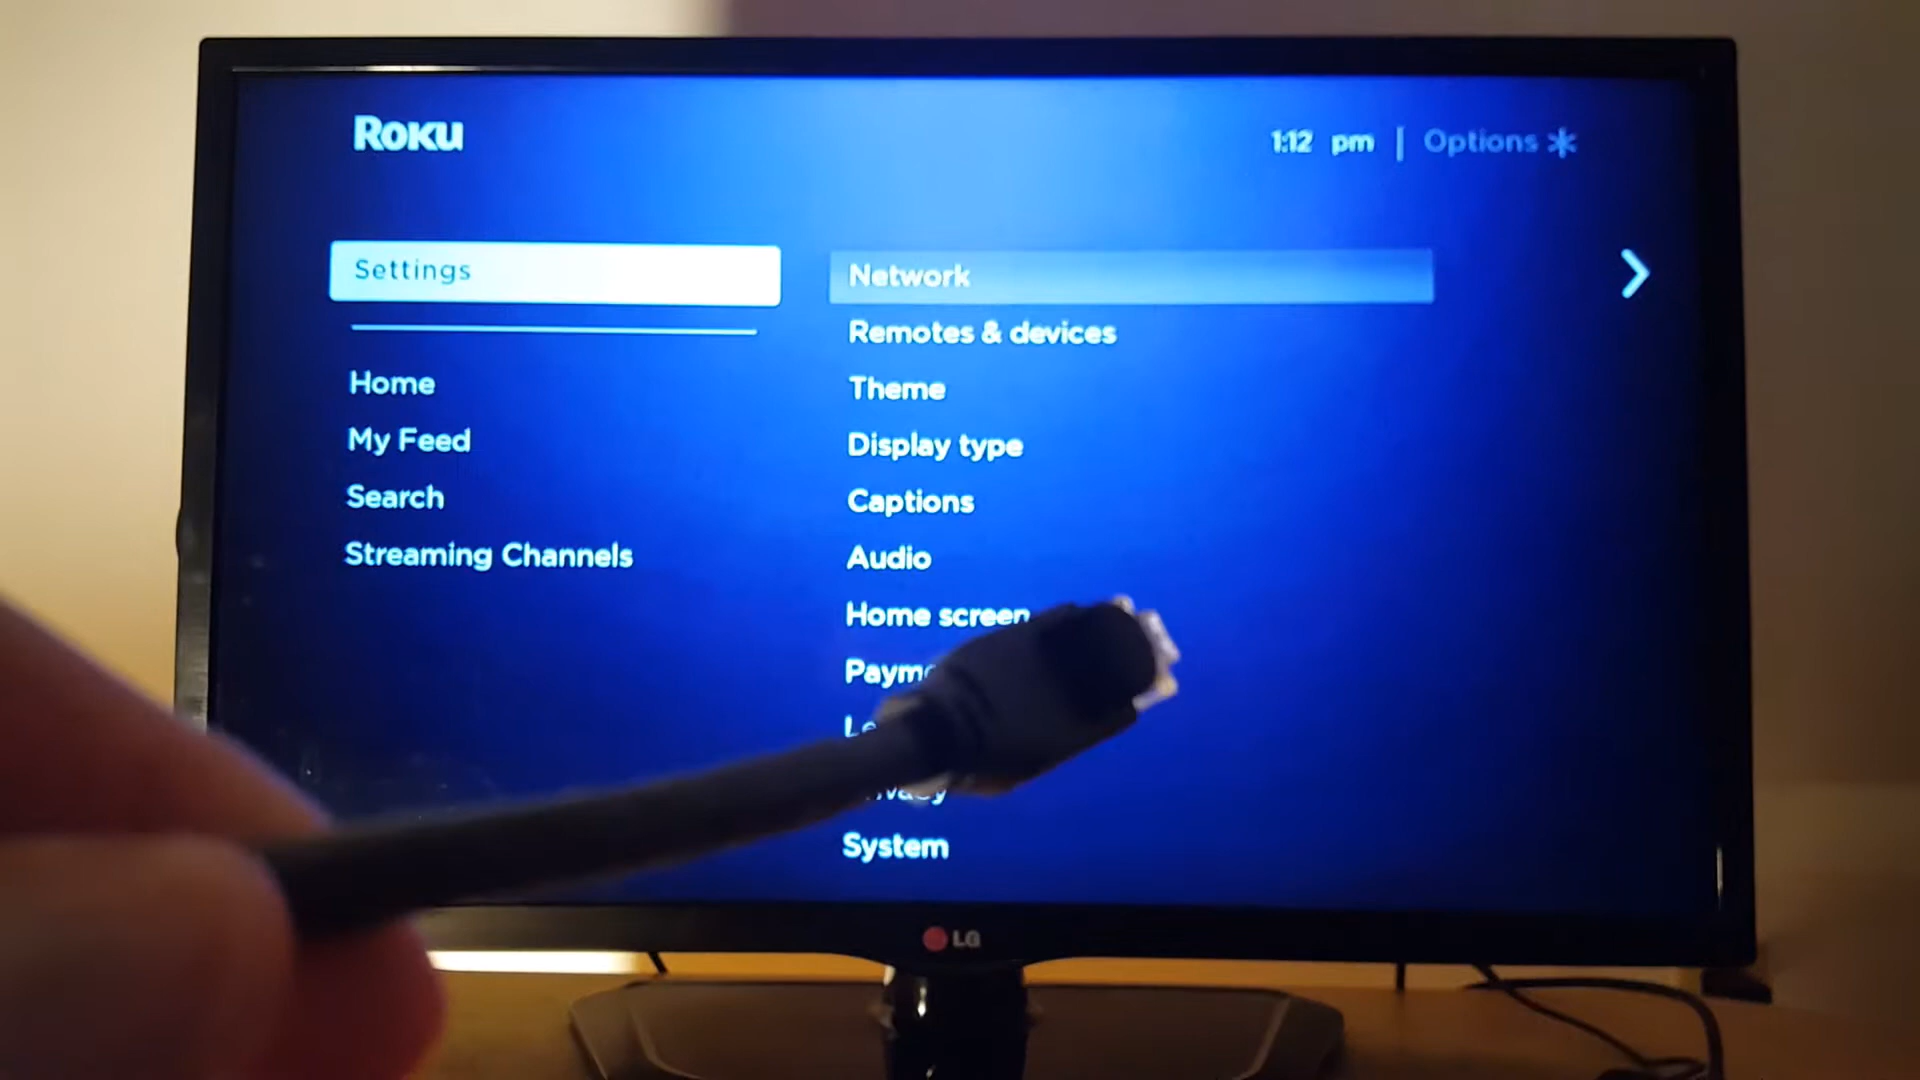 Roku
1:12 pm | Options
Settings
Home
My Feed
Search
Streaming Channels
Network
Remotes & devices
Theme
Display type
Captions
Audio
Home screen
System
LG